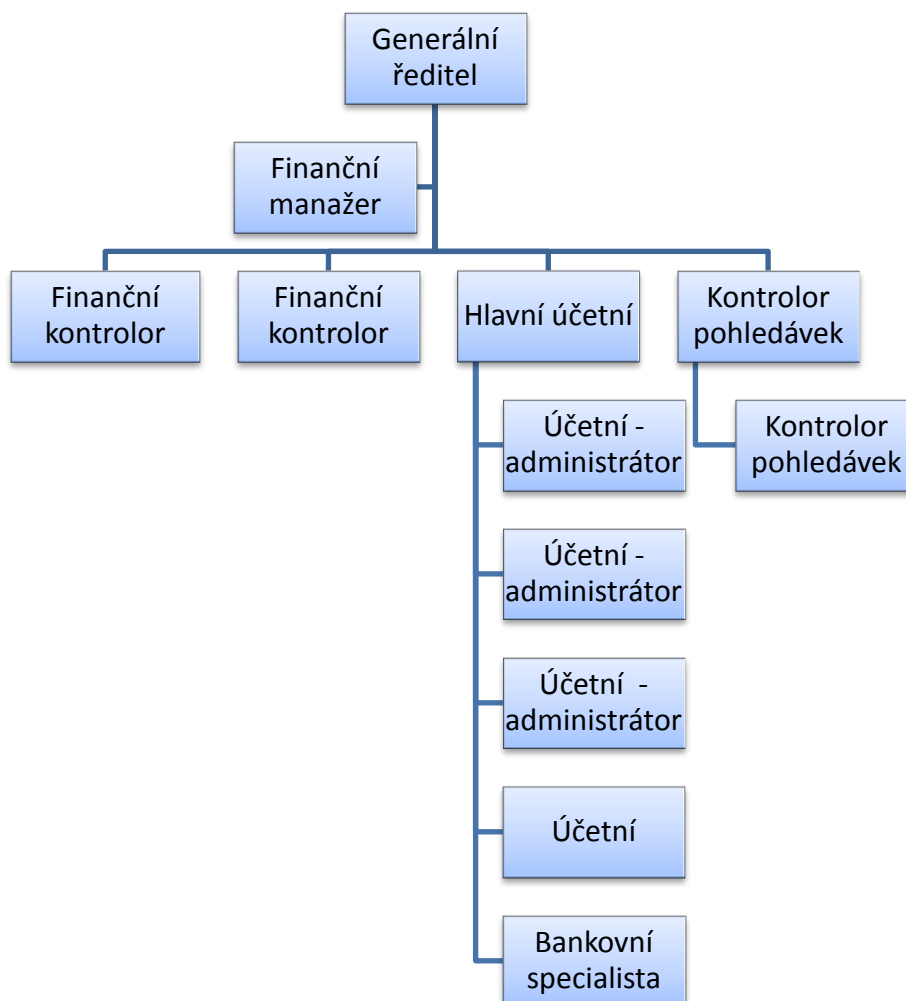 Generální
ředitel
Finanční
manažer
Finanční
kontrolor
Finanční
kontrolor
Hlavní účetní
Kontrolor
pohledávek
Účetní -
administrátor
Kontrolor
pohledávek
Účetní -
administrátor
Účetní  -
administrátor
Účetní
Bankovní
specialista